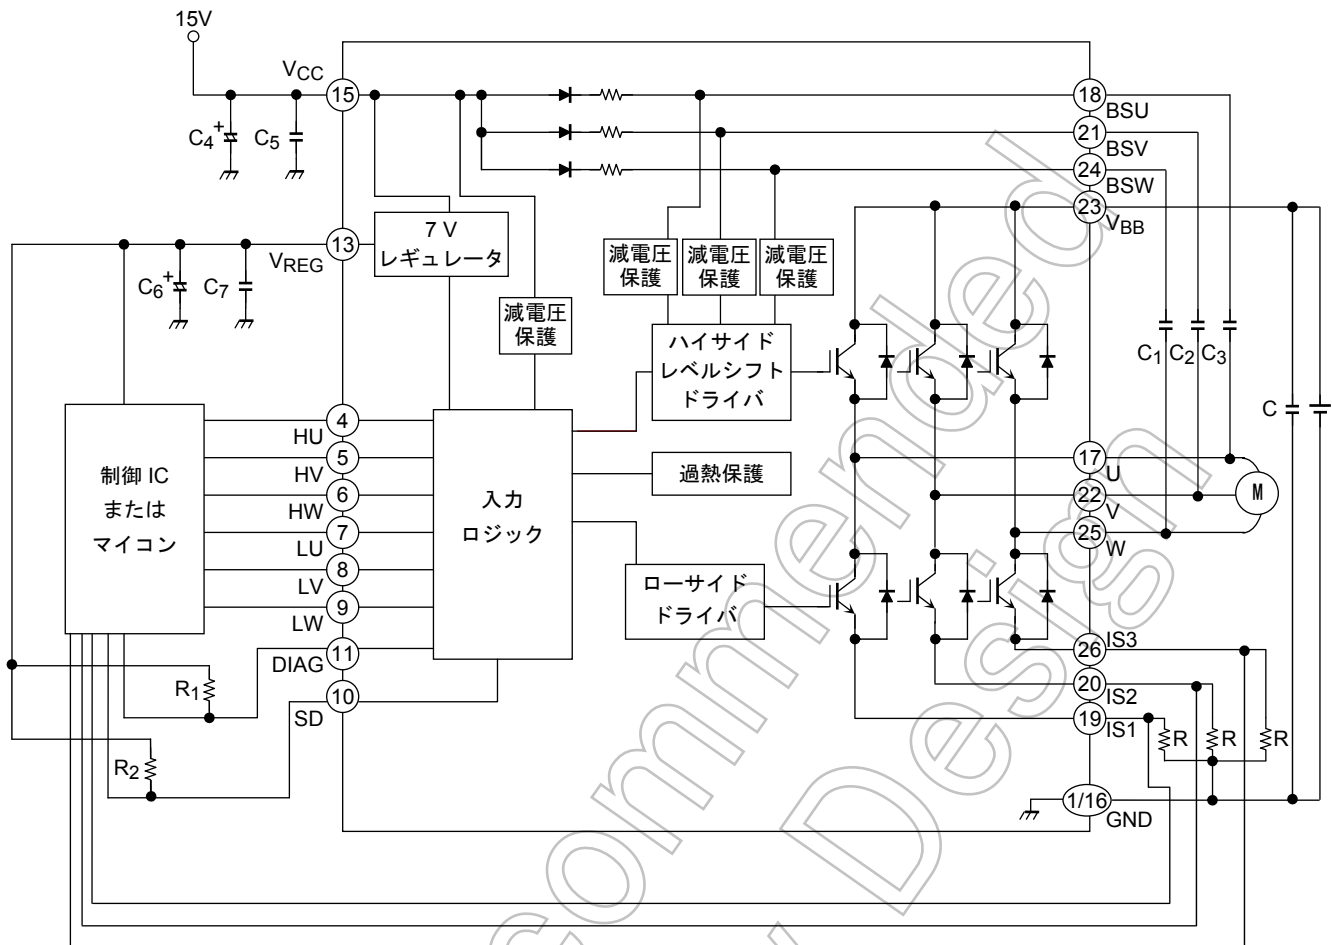 15V
VCC
15
C4
+
C5
18
BSU
21
BSV
24
BSW
23
VBB
13
VREG
7 V
レギュレータ
C6
+
C7
減電圧
保護
減電圧
保護
減電圧
保護
減電圧
保護
ハイサイド
レベルシフト
ドライバ
C1
C2
C3
C
制御 IC
または
マイコン
4
HU
5
HV
6
HW
7
LU
8
LV
9
LW
11
DIAG
10
SD
入力
ロジック
過熱保護
ローサイド
ドライバ
17
U
22
V
25
W
M
IS3
26
20
IS2
19
IS1
R
R
R
R1
R2
1/16
GND
commended
Design